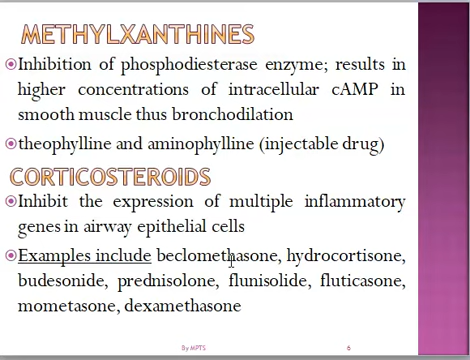 METHYLXANTHINES
Inhibition of phosphodiesterase enzyme; results in
higher concentrations of intracellular cAMP in
smooth muscle thus bronchodilation
theophylline and aminophylline (injectable drug)
CORTICOSTEROIDS
Inhibit the expression of multiple inflammatory
genes in airway epithelial cells
Examples include beclomethasone, hydrocortisone,
budesonide, prednisolone, flunisolide, fluticasone,
mometasone, dexamethasone
By MPTS 6